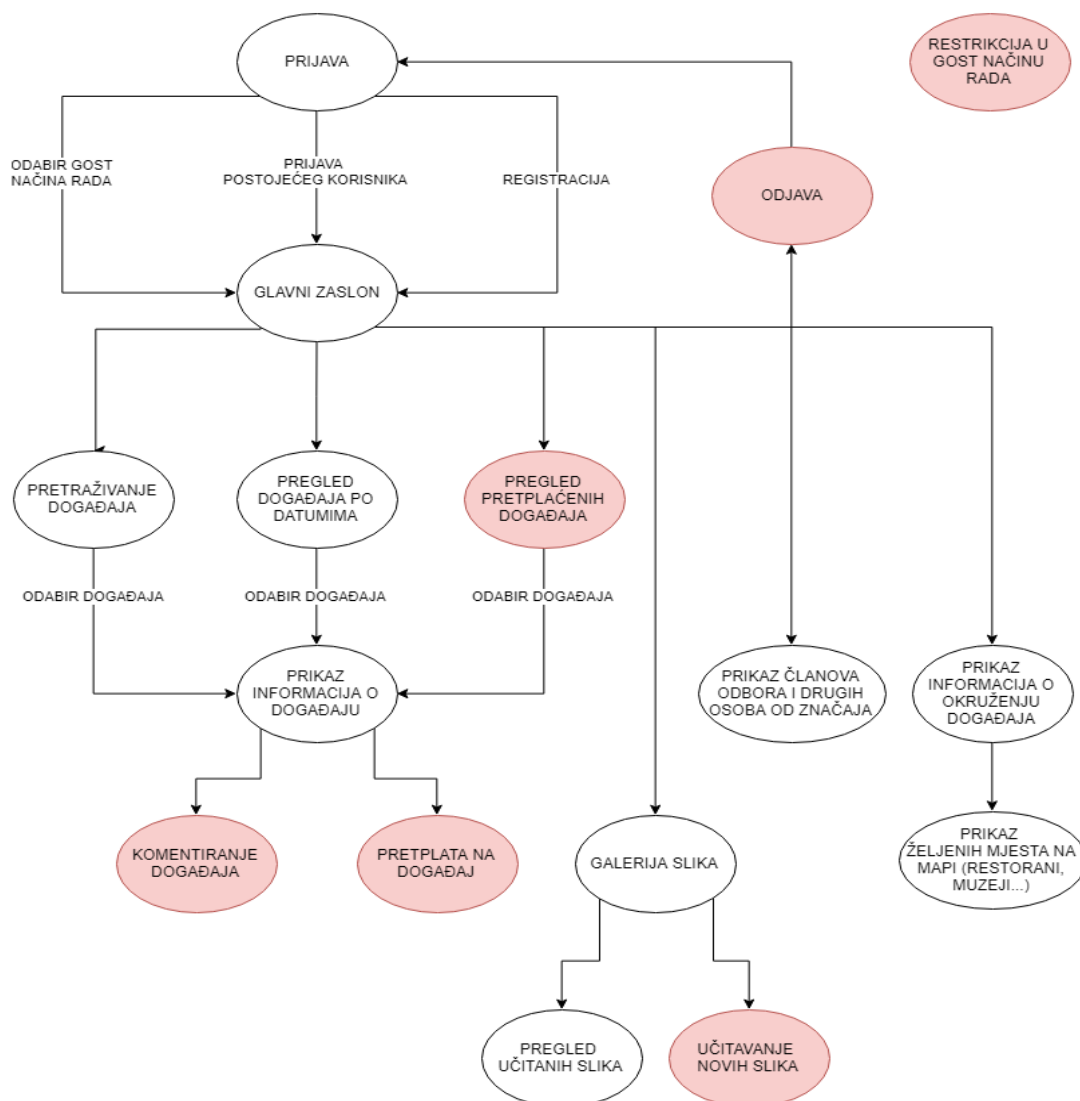 PRIJAVA
RESTRIKCIJA U
GOST NAČINU
RADA
ODABIR GOST
NAČINA RADA
PRIJAVA
POSTOJEĆEG KORISNIKA
REGISTRACIJA
ODJAVA
GLAVNI ZASLON
PRETRAŽIVANJE
DOGAĐAJA
PREGLED
DOGAĐAJA PO
DATUMIMA
PREGLED
PRETPLAĆENIH
DOGAĐAJA
ODABIR DOGAĐAJA
ODABIR DOGAĐAJA
ODABIR DOGAĐAJA
PRIKAZ
INFORMACIJA O
DOGAĐAJU
PRIKAZ ČLANOVA
ODBORA I DRUGIH
OSOBA OD ZNAČAJA
PRIKAZ
INFORMACIJA O
OKRUŽENJU
DOGAĐAJA
KOMENTIRANJE
DOGAĐAJA
PRETPLATA NA
DOGAĐAJ
GALERIJA SLIKA
PRIKAZ
ŽELJENIH MJESTA NA
MAPI (RESTORANI,
MUZEJI...)
PREGLED
UČITANIH SLIKA
UČITAVANJE
NOVIH SLIKA